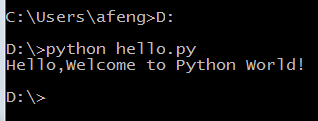 C:\Users\afeng>D:
D:\>python hello.py
Hello,Welcome to Python World!
D:\>